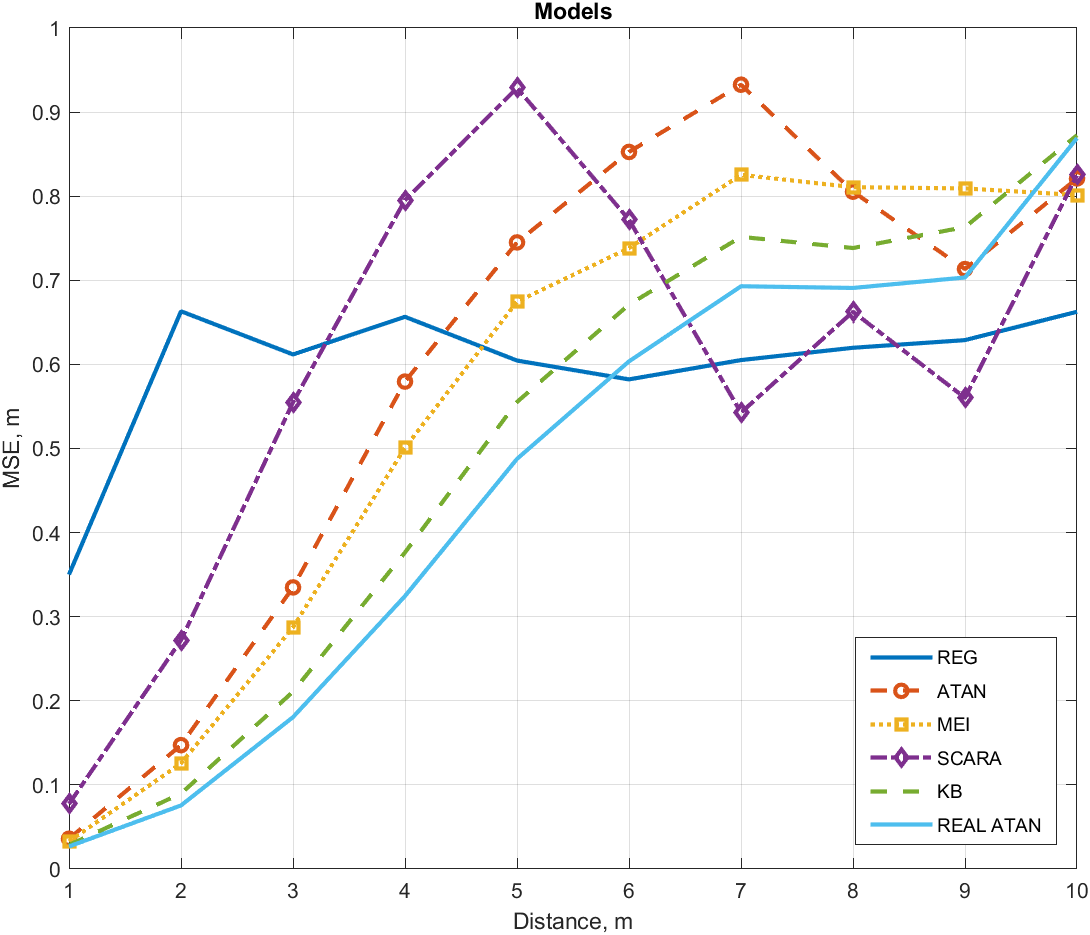 Models
1
0.9
0.8
0.7
0.6
0.5
0.4
0.3
0.2
0.1
0
MSE, m
1 2 3 4 5 6 7 8 9 10
Distance, m
REG
ATAN
MEI
SCARA
KB
REAL ATAN